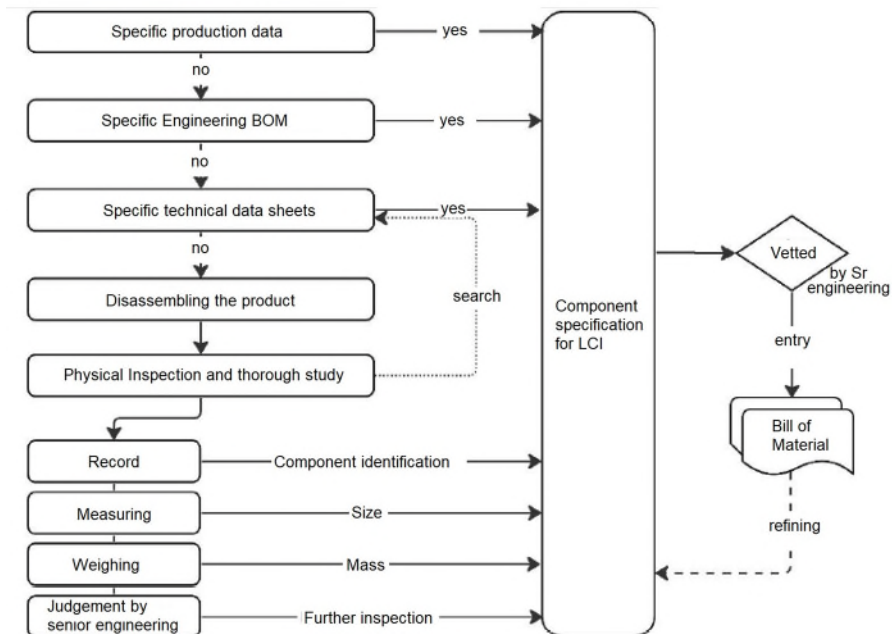 Specific production data
yes
no
Specific Engineering BOM
yes
no
Specific technical data sheets
yes
no
Disassembling the product
search
Physical Inspection and thorough study
Record
Component identification
Measuring
Size
Weighing
Mass
Judgement by
senior engineering
Further inspection
Component
specification
for LCI
Vetted
by Sr
engineering
entry
Bill of
Material
refining